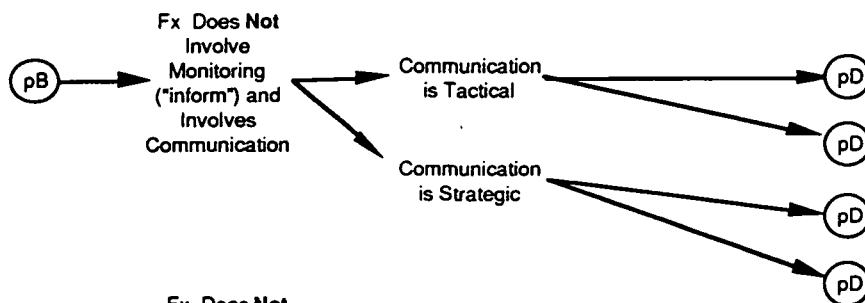 Fx Does Not
Involve
Monitoring
("inform") and
Involves
Communication
pB
Communication
is Tactical
Communication
is Strategic
pD
pD
pD
pD
Fx Does Not